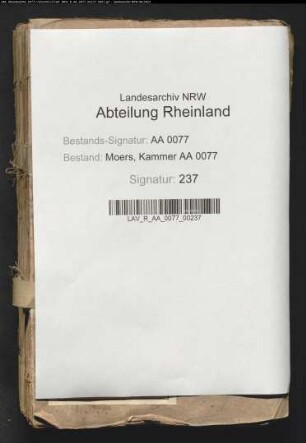 Landesarchiv NRW
Abteilung Rheinland
Bestands-Signatur: AA 0077
Bestand: Moers, Kammer AA 0077
Signatur: 237
LAV_R_AA_0077_00237